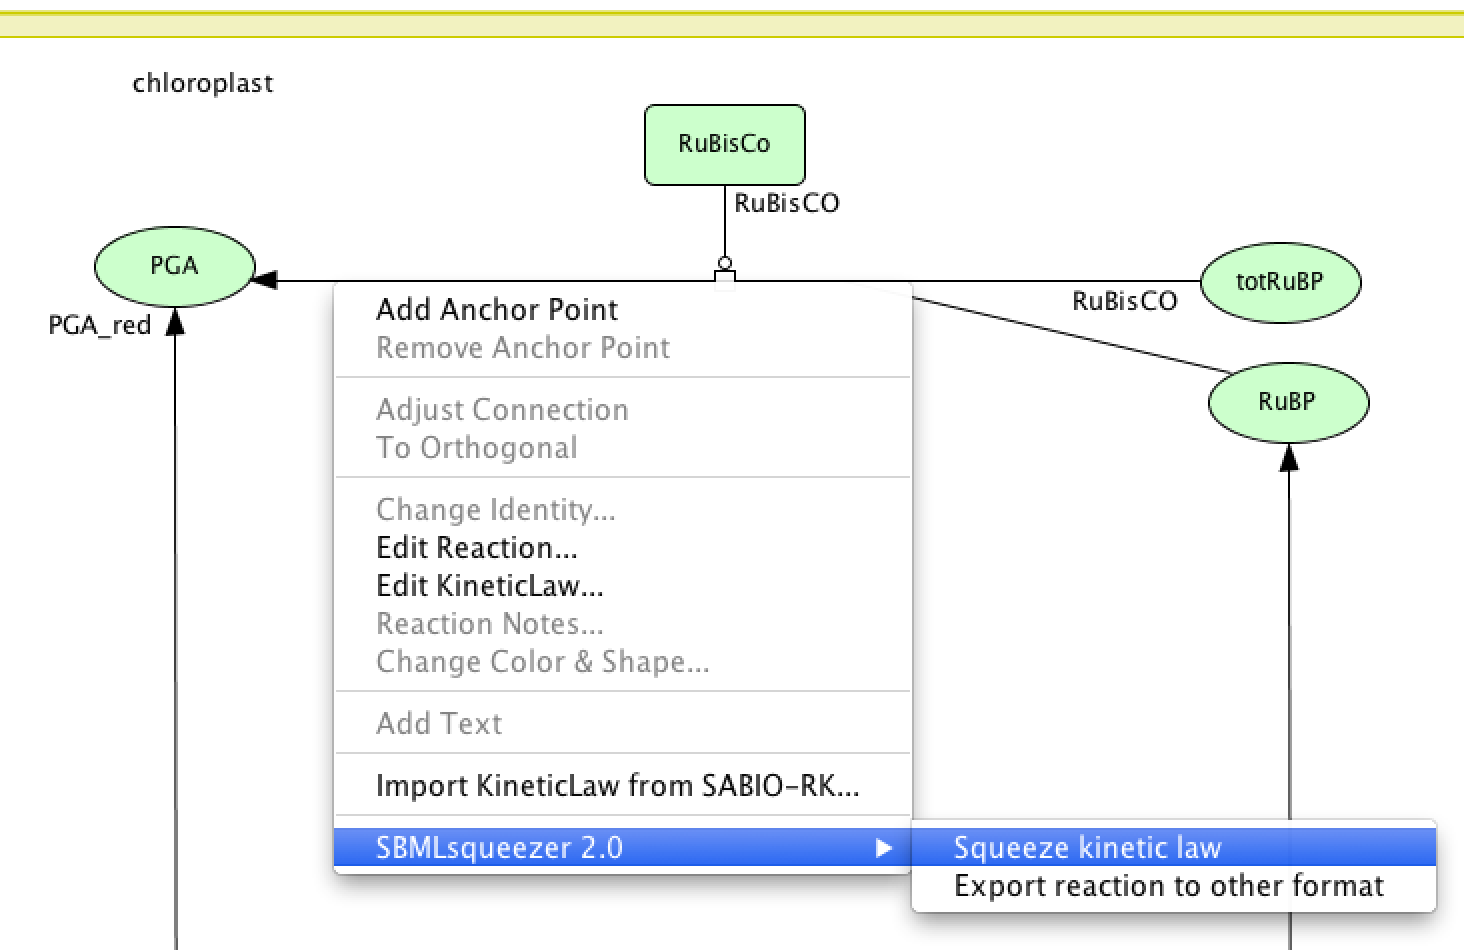 chloroplast
RuBisCo
RuBisCO
PGA
totRuBP
RuBisCO
PGA_red
RuBP
Add Anchor Point
Remove Anchor Point
Adjust Connection
To Orthogonal
Change Identity...
Edit Reaction...
Edit KineticLaw...
Reaction Notes...
Change Color & Shape...
Add Text
Import KineticLaw from SABIO-RK...
SBMLsqueezer 2.0
Squeeze kinetic law
Export reaction to other format